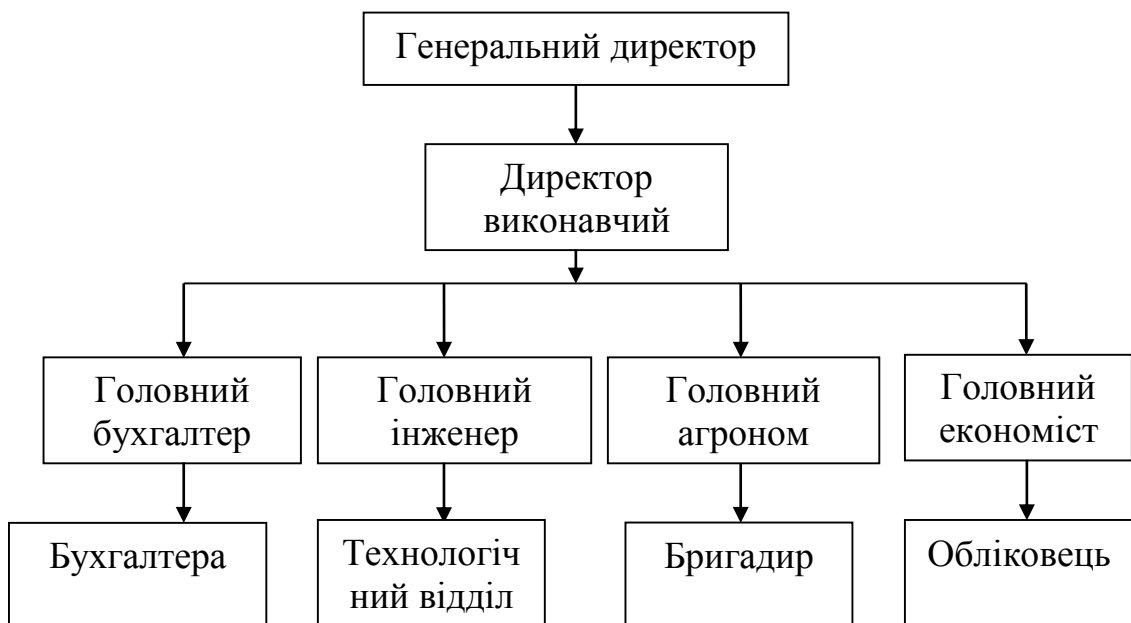 Генеральний директор
Директор
виконавчий
Головний
бухгалтер
Головний
інженер
Головний
агроном
Головний
економіст
Бухгалтера
Технологіч
ний відділ
Бригадир
Обліковець